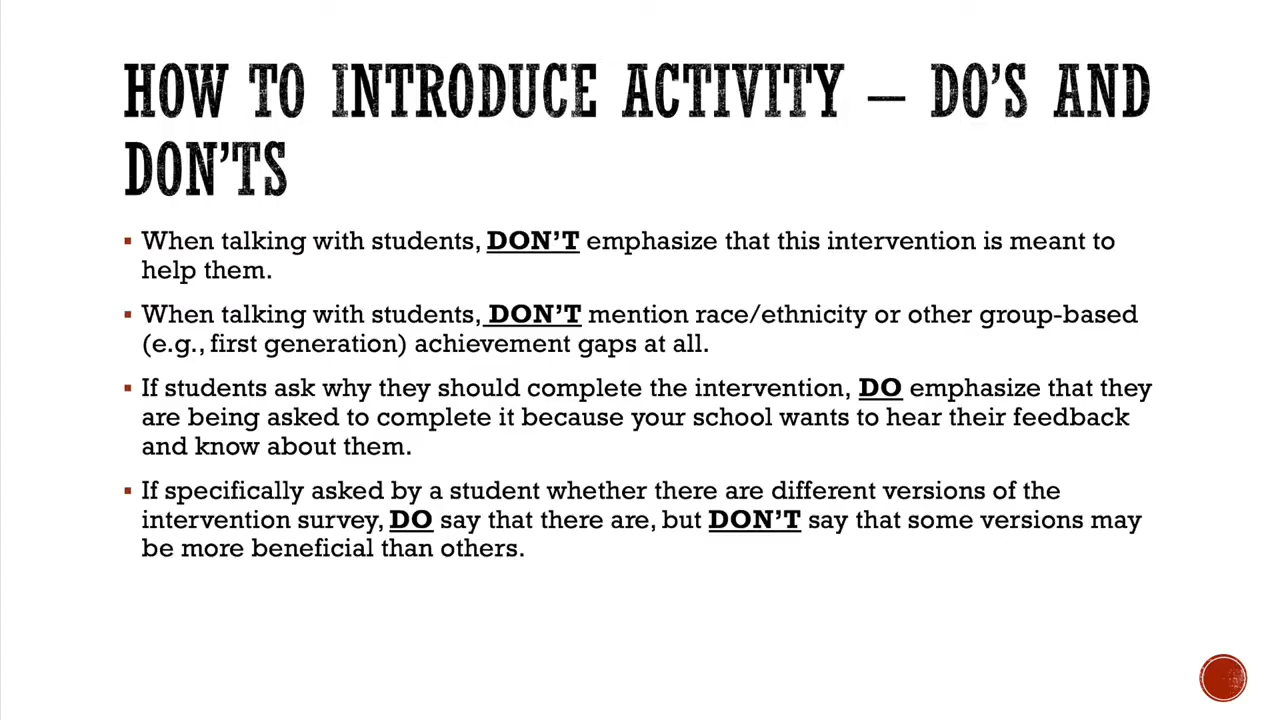 HOW TO INTRODUCE ACTIVITY – DO'S AND
DON'TS
▪ When talking with students, DON'T emphasize that this intervention is meant to
help them.
▪ When talking with students, DON'T mention race/ethnicity or other group-based
(e.g., first generation) achievement gaps at all.
▪ If students ask why they should complete the intervention, DO emphasize that they
are being asked to complete it because your school wants to hear their feedback
and know about them.
▪ If specifically asked by a student whether there are different versions of the
intervention survey, DO say that there are, but DON'T say that some versions may
be more beneficial than others.